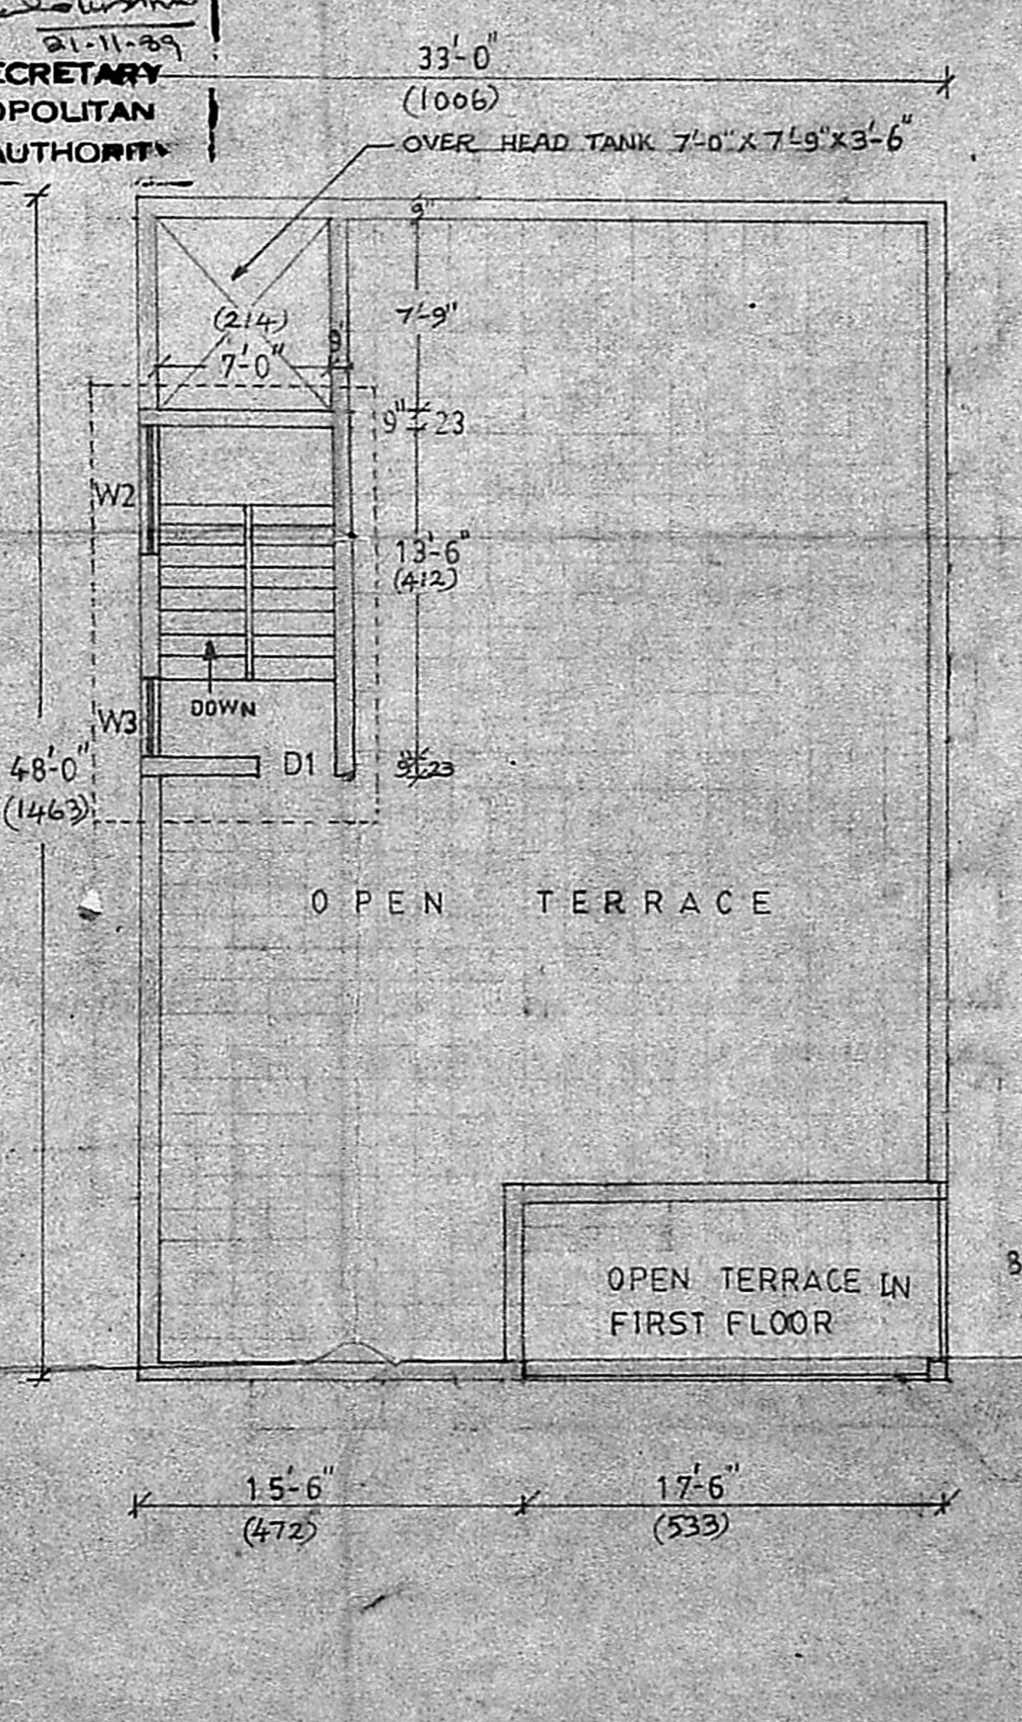 21-11-89
ECRETARY
OPOLITAN
AUTHORITY
33'-0"
(1006)
OVER HEAD TANK 7'-0" X 7'-9" X 3'-6"
9"
(214)
7'-9"
7'-0"
9"
9" 23
W2
13'-6"
(412)
DOWN
W3
48'-0"
(1463)
D1
23
OPEN TERRACE
OPEN TERRACE IN
FIRST FLOOR
15'-6"
(472)
17'-6"
(533)